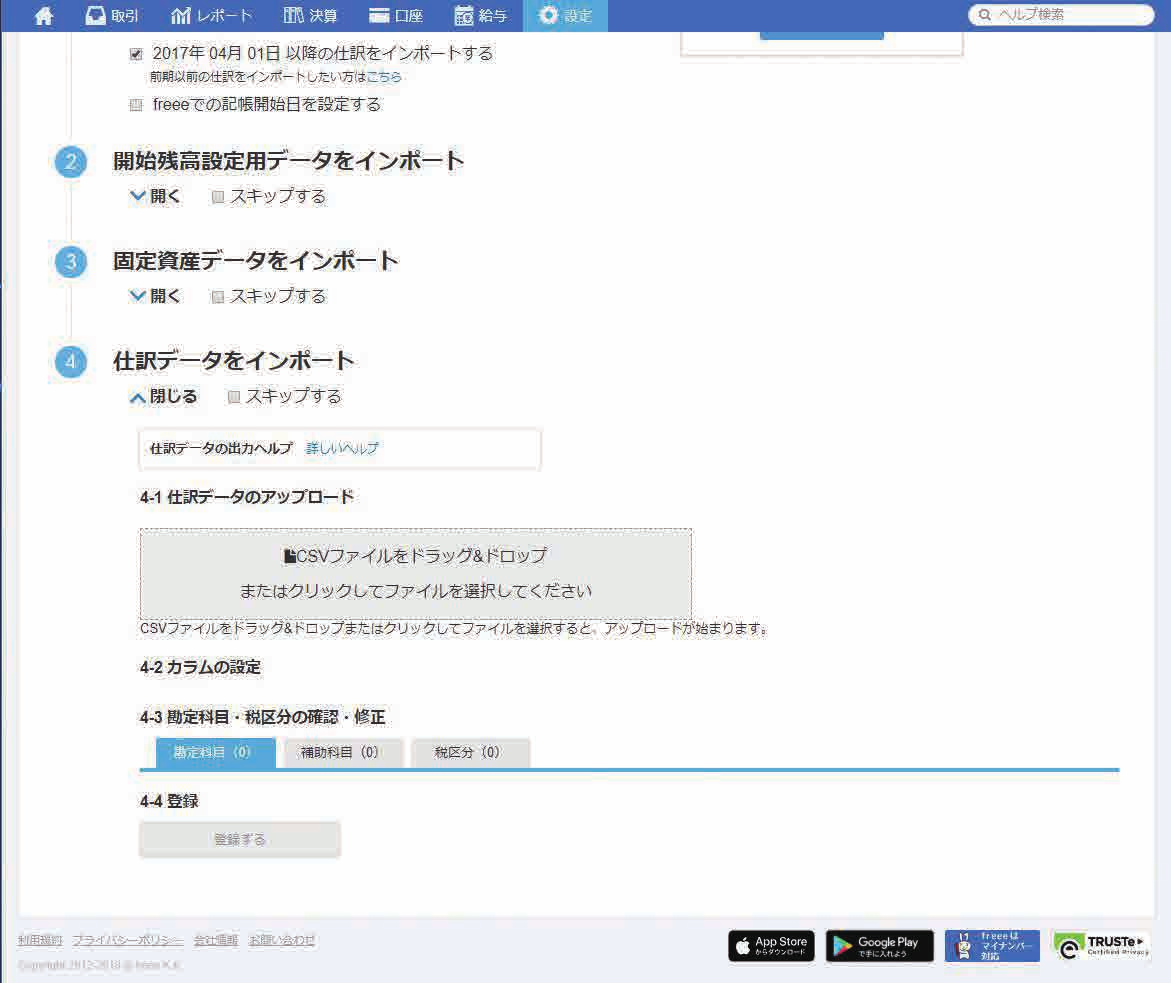 取引 レポート 決算 口座 給与 設定 ヘルプ検索
2017年 04月 01日 以降の仕訳をインポートする
前期以前の仕訳をインポートしたい方はこちら
freeeでの記帳開始日を設定する
2 開始残高設定用データをインポート
開く スキップする
3 固定資産データをインポート
開く スキップする
4 仕訳データをインポート
閉じる スキップする
仕訳データの出力ヘルプ 詳しいヘルプ
4-1 仕訳データのアップロード
CSVファイルをドラッグ&ドロップ
またはクリックしてファイルを選択してください
CSVファイルをドラッグ&ドロップまたはクリックしてファイルを選択すると、アップロードが始まります。
4-2 カラムの設定
4-3 勘定科目・税区分の確認・修正
勘定科目（0） 補助科目（0） 税区分（0）
4-4 登録
登録する
利用規約 プライバシーポリシー 会社情報 お問い合わせ
Copyright 2012-2018 © freee K.K.
App Store
からダウンロード
Google Play
で手に入れよう
freeeは
マイナンバー
対応
TRUSTe
Certified Privacy